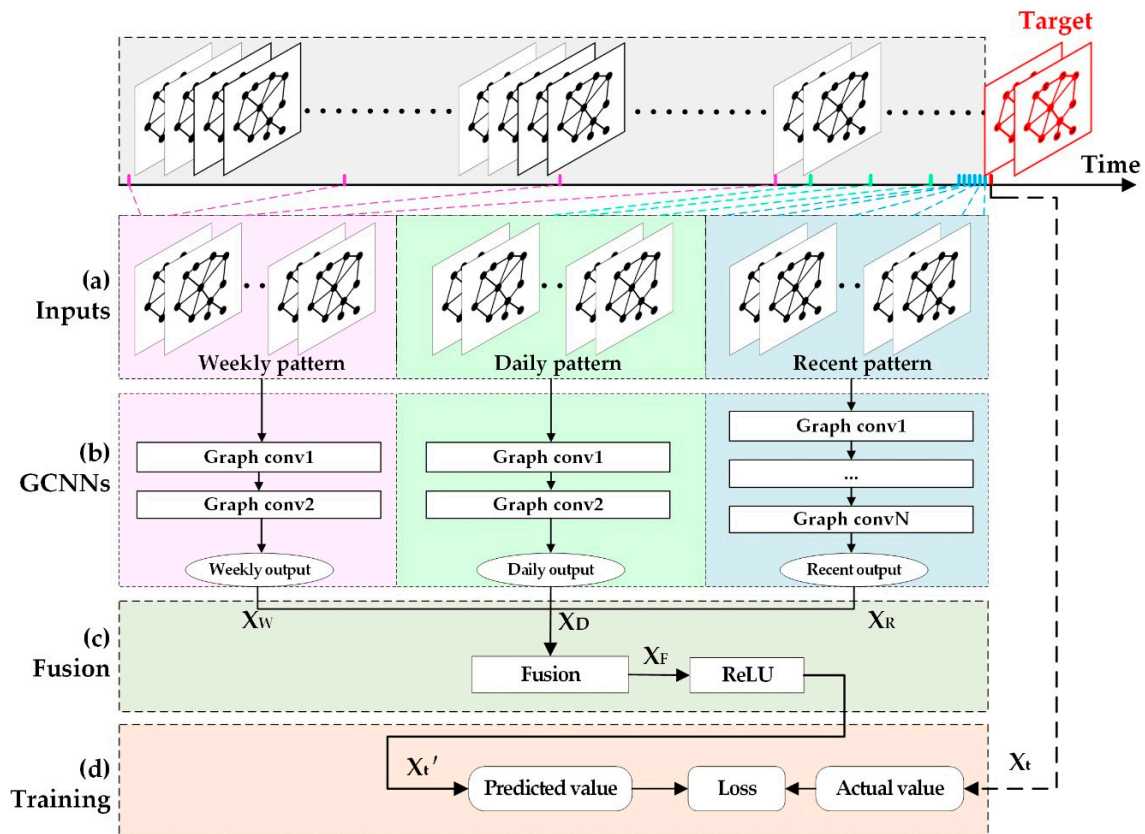 Target
Time
(a)
Inputs
Weekly pattern
Daily pattern
Recent pattern
(b)
GCNNs
Graph conv1
Graph conv2
Weekly output
Graph conv1
Graph conv2
Daily output
Graph conv1
...
Graph convN
Recent output
XW
XD
XR
(c)
Fusion
Fusion
XF
ReLU
(d)
Training
Xt'
Predicted value
Loss
Actual value
Xt